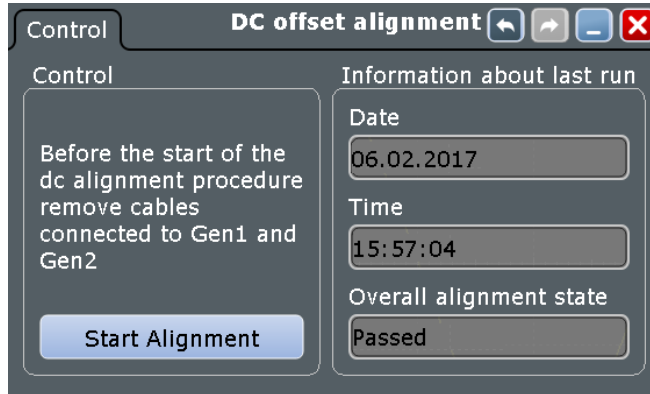 Control
DC offset alignment
Control
Before the start of the
dc alignment procedure
remove cables
connected to Gen1 and
Gen2
Start Alignment
Information about last run
Date
06.02.2017
Time
15:57:04
Overall alignment state
Passed